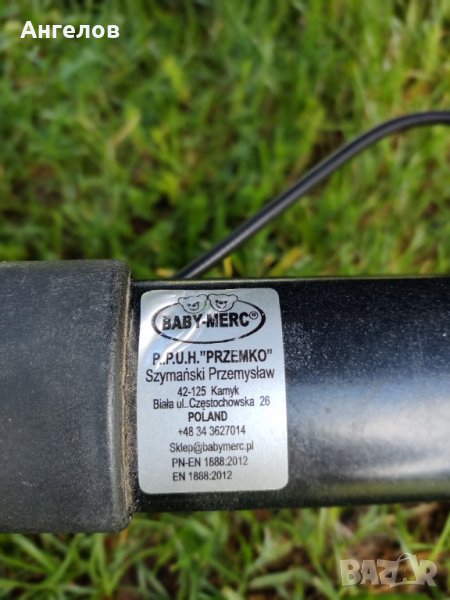 Ангелов
BABY-MERC®
P.P.U.H."PRZEMKO"
Szymański Przemysław
42-125 Kamyk
Biała ul.Częstochowska 26
POLAND
+48 34 3627014
Sklep@babymerc.pl
PN-EN 1888:2012
EN 1888:2012
BAZAR